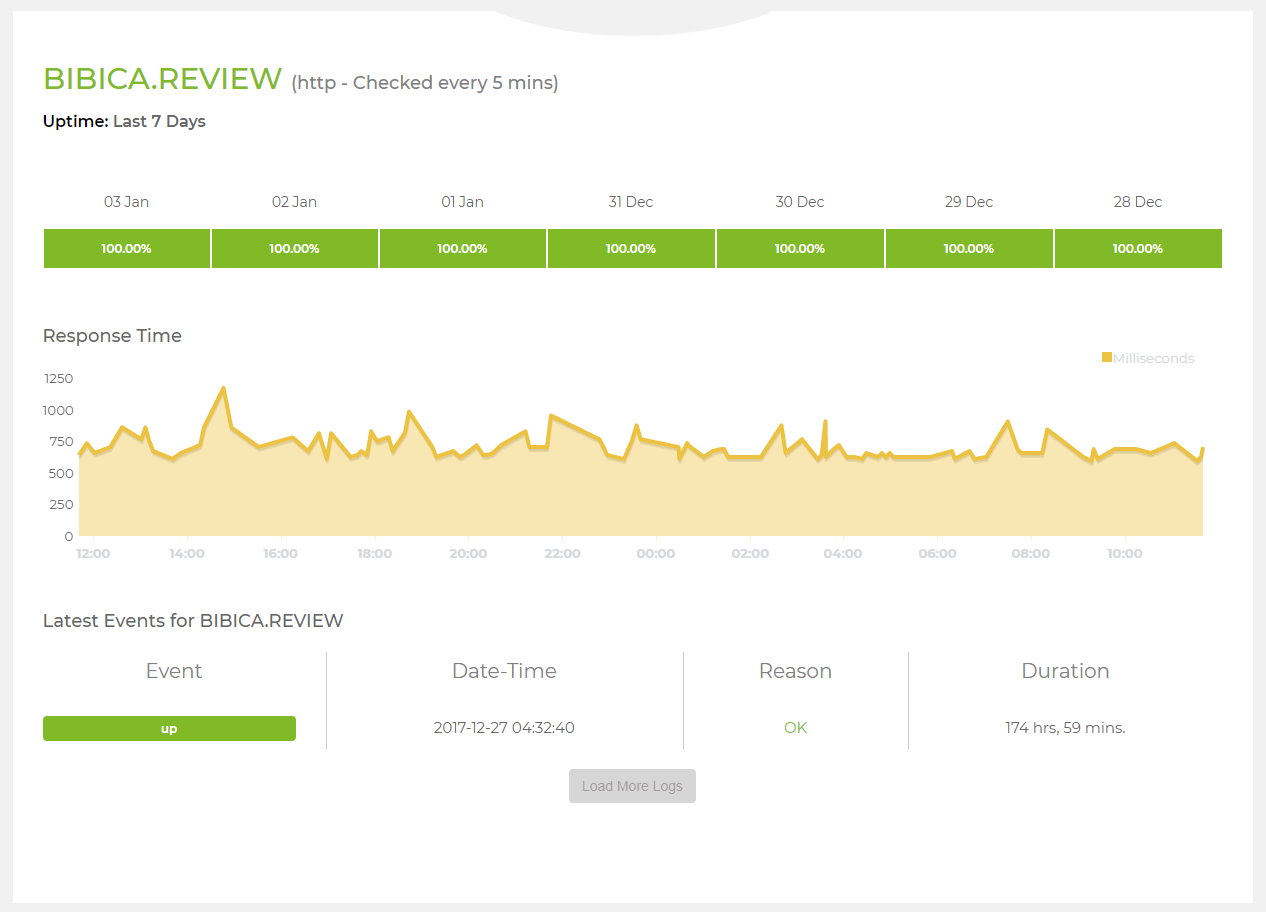 BIBICA.REVIEW (http - Checked every 5 mins)
Uptime: Last 7 Days
03 Jan 02 Jan 01 Jan 31 Dec 30 Dec 29 Dec 28 Dec
100.00% 100.00% 100.00% 100.00% 100.00% 100.00% 100.00%
Response Time
Milliseconds
1250
1000
750
500
250
0
12:00 14:00 16:00 18:00 20:00 22:00 00:00 02:00 04:00 06:00 08:00 10:00
Latest Events for BIBICA.REVIEW
Event Date-Time Reason Duration
up 2017-12-27 04:32:40 OK 174 hrs, 59 mins.
Load More Logs